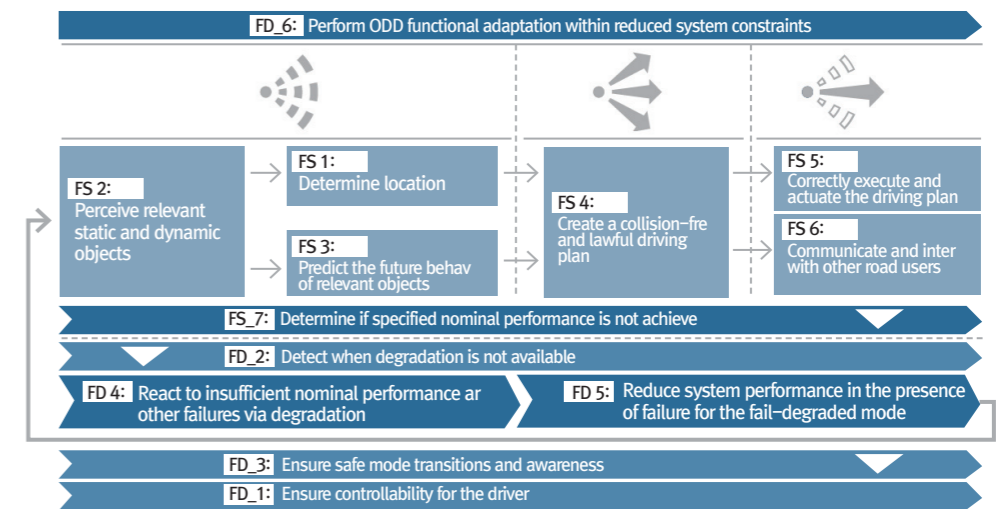 FD_6: Perform ODD functional adaptation within reduced system constraints
FS 2:
Perceive relevant
static and dynamic
objects
FS 1:
Determine location
FS 3:
Predict the future behav
of relevant objects
FS 4:
Create a collision-fre
and lawful driving
plan
FS 5:
Correctly execute and
actuate the driving plan
FS 6:
Communicate and inter
with other road users
FS_7: Determine if specified nominal performance is not achieve
FD_2: Detect when degradation is not available
FD 4: React to insufficient nominal performance ar
other failures via degradation
FD 5: Reduce system performance in the presence
of failure for the fail-degraded mode
FD_3: Ensure safe mode transitions and awareness
FD_1: Ensure controllability for the driver